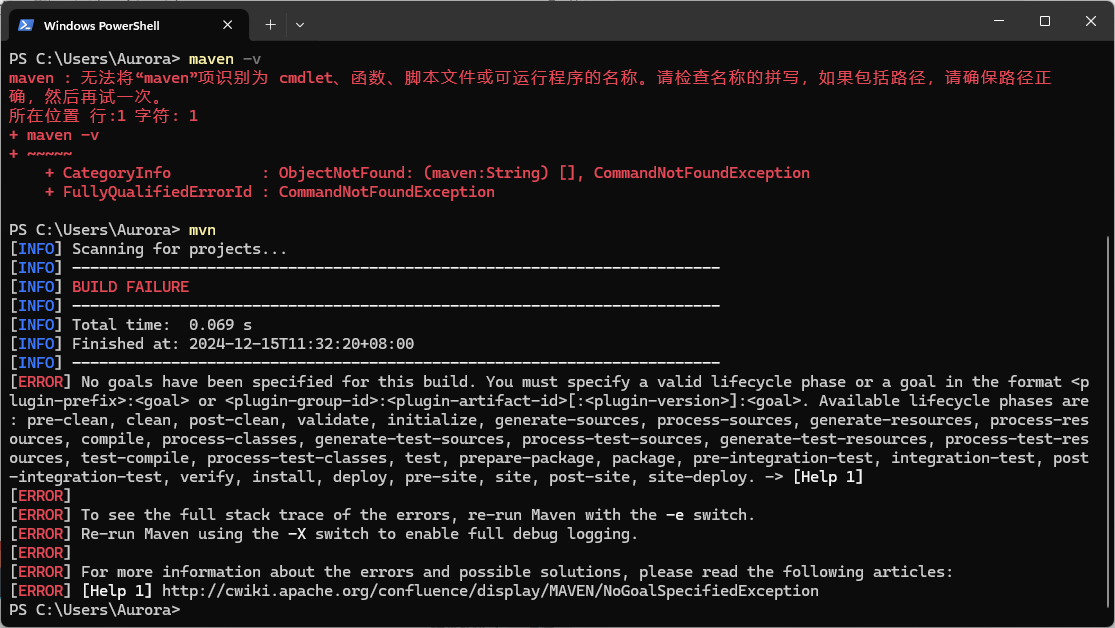 Windows PowerShell
PS C:\Users\Aurora> maven -v
maven : 无法将“maven”项识别为 cmdlet、函数、脚本文件或可运行程序的名称。请检查名称的拼写，如果包括路径，请确保路径正
确，然后再试一次。
所在位置 行:1 字符: 1
+ maven -v
+ ~~~~~
    + CategoryInfo          : ObjectNotFound: (maven:String) [], CommandNotFoundException
    + FullyQualifiedErrorId : CommandNotFoundException
PS C:\Users\Aurora> mvn
[INFO] Scanning for projects...
[INFO] ------------------------------------------------------------------------
[INFO] BUILD FAILURE
[INFO] ------------------------------------------------------------------------
[INFO] Total time:  0.069 s
[INFO] Finished at: 2024-12-15T11:32:20+08:00
[INFO] ------------------------------------------------------------------------
[ERROR] No goals have been specified for this build. You must specify a valid lifecycle phase or a goal in the format <p
lugin-prefix>:<goal> or <plugin-group-id>:<plugin-artifact-id>[:<plugin-version>]:<goal>. Available lifecycle phases are
: pre-clean, clean, post-clean, validate, initialize, generate-sources, process-sources, generate-resources, process-res
ources, compile, process-classes, generate-test-sources, process-test-sources, generate-test-resources, process-test-res
ources, test-compile, process-test-classes, test, prepare-package, package, pre-integration-test, integration-test, post
-integration-test, verify, install, deploy, pre-site, site, post-site, site-deploy. -> [Help 1]
[ERROR]
[ERROR] To see the full stack trace of the errors, re-run Maven with the -e switch.
[ERROR] Re-run Maven using the -X switch to enable full debug logging.
[ERROR]
[ERROR] For more information about the errors and possible solutions, please read the following articles:
[ERROR] [Help 1] http://cwiki.apache.org/confluence/display/MAVEN/NoGoalSpecifiedException
PS C:\Users\Aurora>